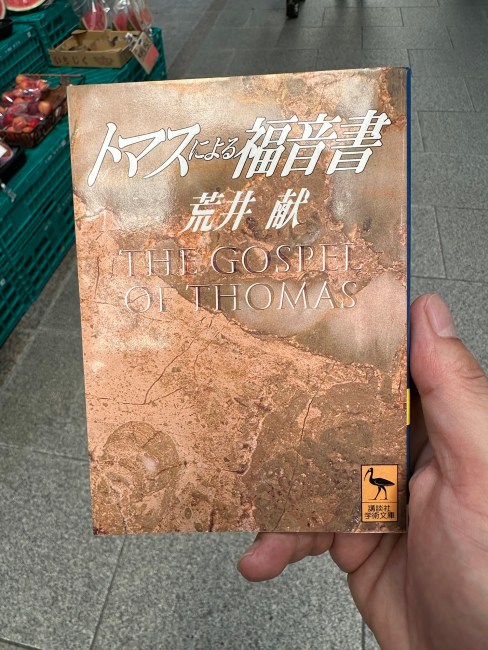 トマスによる福音書
荒井 献
THE GOSPEL
OF THOMAS
講談社
学術文庫